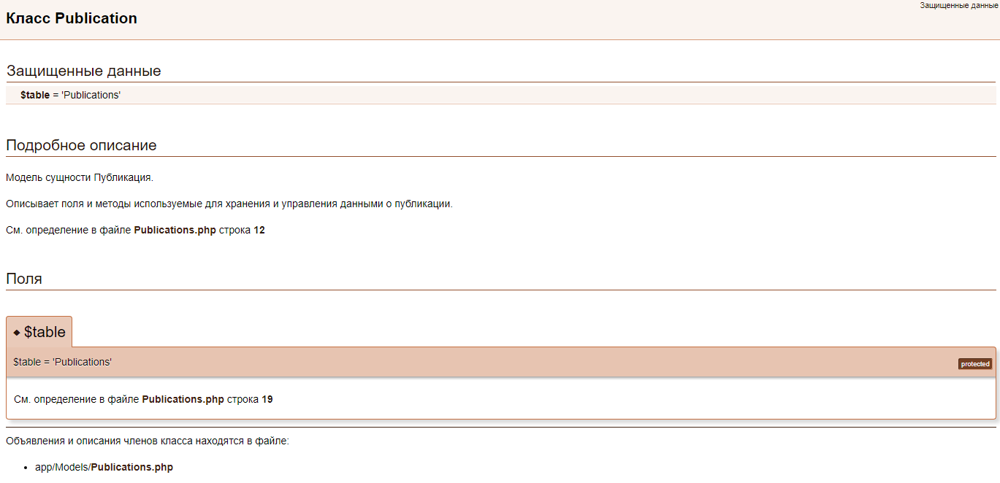 Защищенные данные
Класс Publication
Защищенные данные
$table = 'Publications'
Подробное описание
Модель сущности Публикация.
Описывает поля и методы используемые для хранения и управления данными о публикации.
См. определение в файле Publications.php строка 12
Поля
◆ $table
$table = 'Publications'
protected
См. определение в файле Publications.php строка 19
Объявления и описания членов класса находятся в файле:
• app/Models/Publications.php